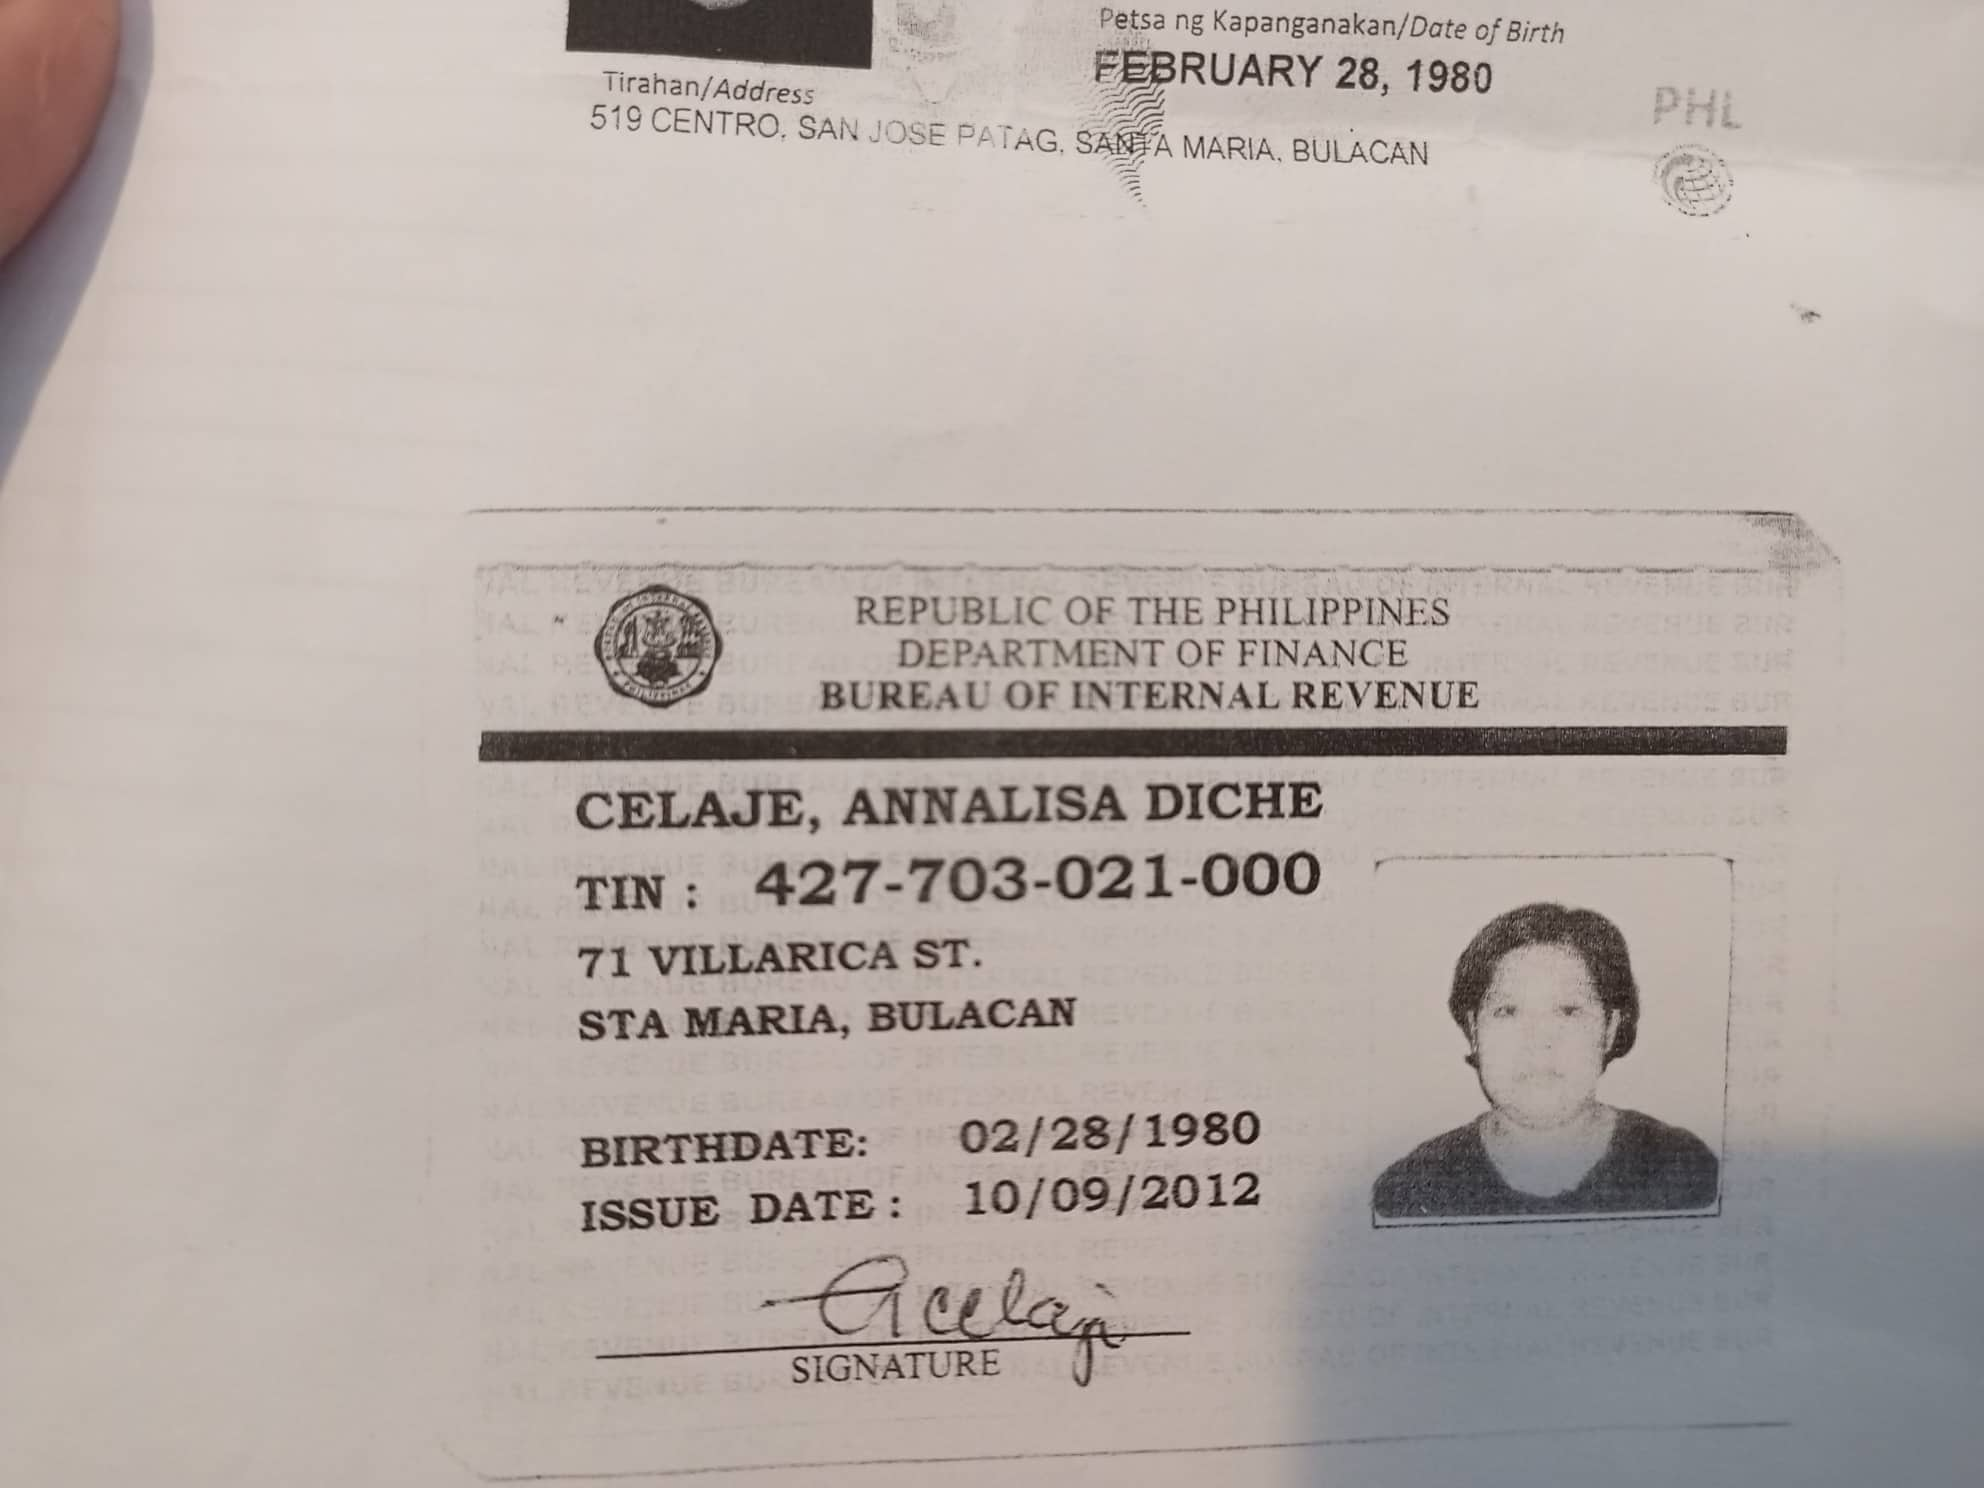 Petsa ng Kapanganakan/Date of Birth
FEBRUARY 28, 1980
Tirahan/Address
519 CENTRO, SAN JOSE PATAG, SANTA MARIA, BULACAN
PHL
REPUBLIC OF THE PHILIPPINES
DEPARTMENT OF FINANCE
BUREAU OF INTERNAL REVENUE
CELAJE, ANNALISA DICHE
TIN : 427-703-021-000
71 VILLARICA ST.
STA MARIA, BULACAN
BIRTHDATE: 02/28/1980
ISSUE DATE : 10/09/2012
SIGNATURE